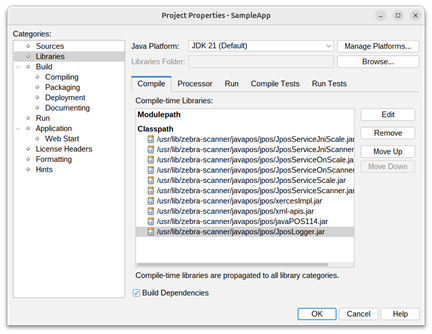 Project Properties - SampleApp
Categories:
Sources
Libraries
Build
Compiling
Packaging
Deployment
Documenting
Run
Application
Web Start
License Headers
Formatting
Hints
Java Platform: JDK 21 (Default) Manage Platforms...
Libraries Folder: Browse...
Compile Processor Run Compile Tests Run Tests
Compile-time Libraries:
Modulepath
Classpath
/usr/lib/zebra-scanner/javapos/jpos/JposServiceJniScale.jar
/usr/lib/zebra-scanner/javapos/jpos/JposServiceJniScanner
/usr/lib/zebra-scanner/javapos/jpos/JposServiceOnScale.ja
/usr/lib/zebra-scanner/javapos/jpos/JposServiceOnScanner
/usr/lib/zebra-scanner/javapos/jpos/JposServiceScale.jar
/usr/lib/zebra-scanner/javapos/jpos/JposServiceScanner.jar
/usr/lib/zebra-scanner/javapos/jpos/xercesImpl.jar
/usr/lib/zebra-scanner/javapos/jpos/xml-apis.jar
/usr/lib/zebra-scanner/javapos/jpos/javaPOS114.jar
/usr/lib/zebra-scanner/javapos/jpos/JposLogger.jar
Edit
Remove
Move Up
Move Down
Compile-time libraries are propagated to all library categories.
Build Dependencies
OK Cancel Help